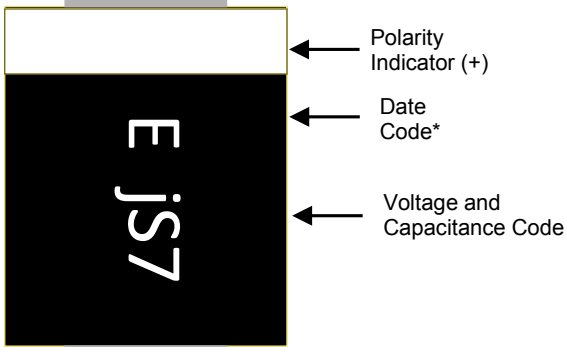 Polarity
Indicator (+)
Date
Code*
Voltage and
Capacitance Code
E jS7